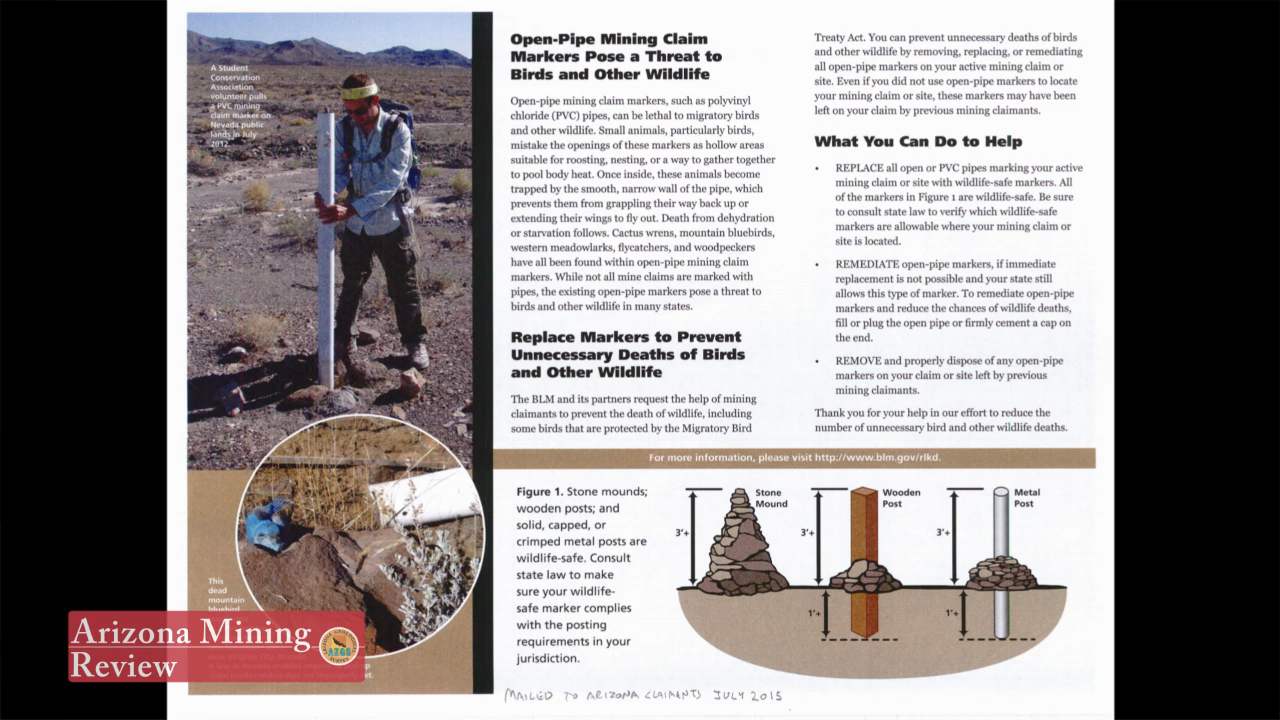 A Student
Conservation
Association
volunteer pulls
a PVC mining
claim marker on
Nevada public
lands in July
2012.
Open-Pipe Mining Claim
Markers Pose a Threat to
Birds and Other Wildlife
Open-pipe mining claim markers, such as polyvinyl
chloride (PVC) pipes, can be lethal to migratory birds
and other wildlife. Small animals, particularly birds,
mistake the openings of these markers as hollow areas
suitable for roosting, nesting, or a way to gather together
to pool body heat. Once inside, these animals become
trapped by the smooth, narrow wall of the pipe, which
prevents them from grappling their way back up or
extending their wings to fly out. Death from dehydration
or starvation follows. Cactus wrens, mountain bluebirds,
western meadowlarks, flycatchers, and woodpeckers
have all been found within open-pipe mining claim
markers. While not all mine claims are marked with
pipes, the existing open-pipe markers pose a threat to
birds and other wildlife in many states.
Replace Markers to Prevent
Unnecessary Deaths of Birds
and Other Wildlife
The BLM and its partners request the help of mining
claimants to prevent the death of wildlife, including
some birds that are protected by the Migratory Bird
Treaty Act. You can prevent unnecessary deaths of birds
and other wildlife by removing, replacing, or remediating
all open-pipe markers on your active mining claim or
site. Even if you did not use open-pipe markers to locate
your mining claim or site, these markers may have been
left on your claim by previous mining claimants.
What You Can Do to Help
• REPLACE all open or PVC pipes marking your active
mining claim or site with wildlife-safe markers. All
of the markers in Figure 1 are wildlife-safe. Be sure
to consult state law to verify which wildlife-safe
markers are allowable where your mining claim or
site is located.
• REMEDIATE open-pipe markers, if immediate
replacement is not possible and your state still
allows this type of marker. To remediate open-pipe
markers and reduce the chances of wildlife deaths,
fill or plug the open pipe or firmly cement a cap on
the end.
• REMOVE and properly dispose of any open-pipe
markers on your claim or site left by previous
mining claimants.
Thank you for your help in our effort to reduce the
number of unnecessary bird and other wildlife deaths.
For more information, please visit http://www.blm.gov/rlkd.
Figure 1. Stone mounds;
wooden posts; and
solid, capped, or
crimped metal posts are
wildlife-safe. Consult
state law to make
sure your wildlife-
safe marker complies
with the posting
requirements in your
jurisdiction.
Stone
Mound
3'+
Wooden
Post
3'+
1'+
Metal
Post
3'+
1'+
This
dead
mountain
bluebird
Arizona Mining
Review
AZGS
MAILED TO ARIZONA CLAIMANTS JULY 2015